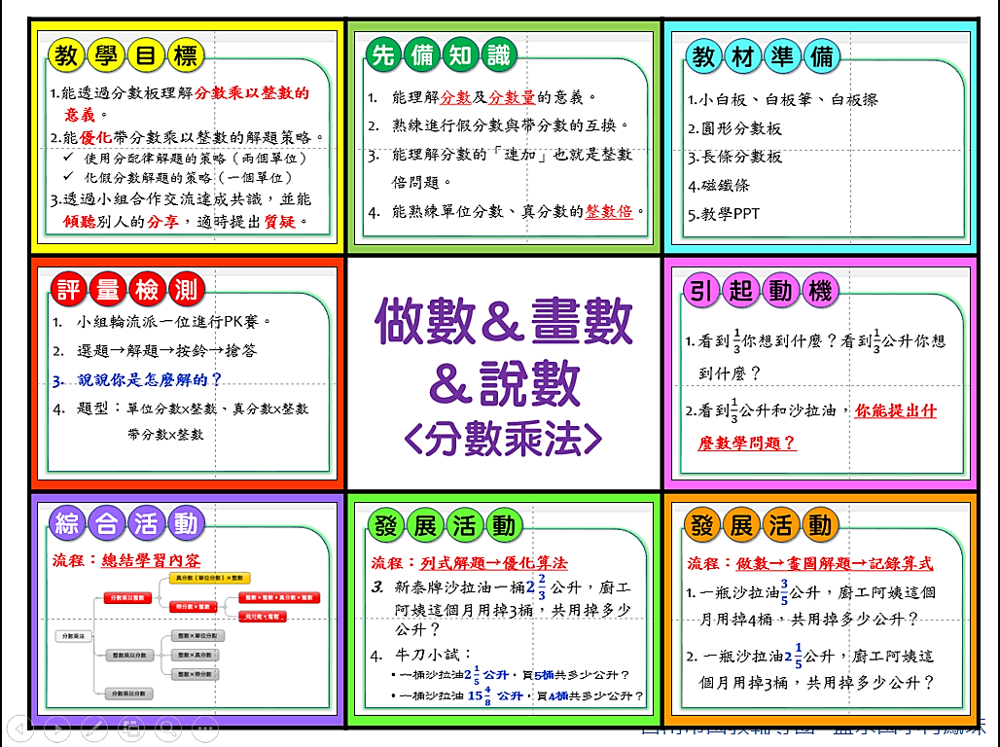 教學目標
1.能透過分數板理解分數乘以整數的
意義。
2.能優化帶分數乘以整數的解題策略。
✓ 使用分配律解題的策略（兩個單位）
✓ 化假分數解題的策略（一個單位）
3.透過小組合作交流達成共識，並能
傾聽別人的分享，適時提出質疑。
先備知識
1. 能理解分數及分數量的意義。
2. 熟練進行假分數與帶分數的互換。
3. 能理解分數的「連加」也就是整數
倍問題。
4. 能熟練單位分數、真分數的整數倍。
教材準備
1.小白板、白板筆、白板擦
2.圓形分數板
3.長條分數板
4.磁鐵條
5.教學PPT
評量檢測
1. 小組輪流派一位進行PK賽。
2. 選題→解題→按鈴→搶答
3. 說說你是怎麼解的？
4. 題型：單位分數x整數、真分數x整數
帶分數x整數
做數＆畫數
＆說數
<分數乘法>
引起動機
1.看到1/3你想到什麼？看到1/3公升你想
到什麼？
2.看到1/3公升和沙拉油，你能提出什
麼數學問題？
綜合活動
流程：總結學習內容
真分數（單位分數）×整數
分數乘以整數
帶分數×整數
整數×整數+真分數×整數
假分數×整數
分數乘法
整數乘以分數
整數×單位分數
整數×真分數
整數×帶分數
分數乘以分數
發展活動
流程：列式解題→優化算法
3. 新泰牌沙拉油一桶2 2/3 公升，廚工
阿姨這個月用掉3桶，共用掉多少
公升？
4. 牛刀小試：
•一桶沙拉油2 1/5 公升，買5桶共多少公升？
•一桶沙拉油 15 4/8 公升，買4桶共多少公升？
發展活動
流程：做數→畫圖解題→記錄算式
1. 一瓶沙拉油3/5公升，廚工阿姨這個
月用掉4桶，共用掉多少公升？
2. 一瓶沙拉油2 1/5公升，廚工阿姨這
個月用掉3桶，共用掉多少公升？